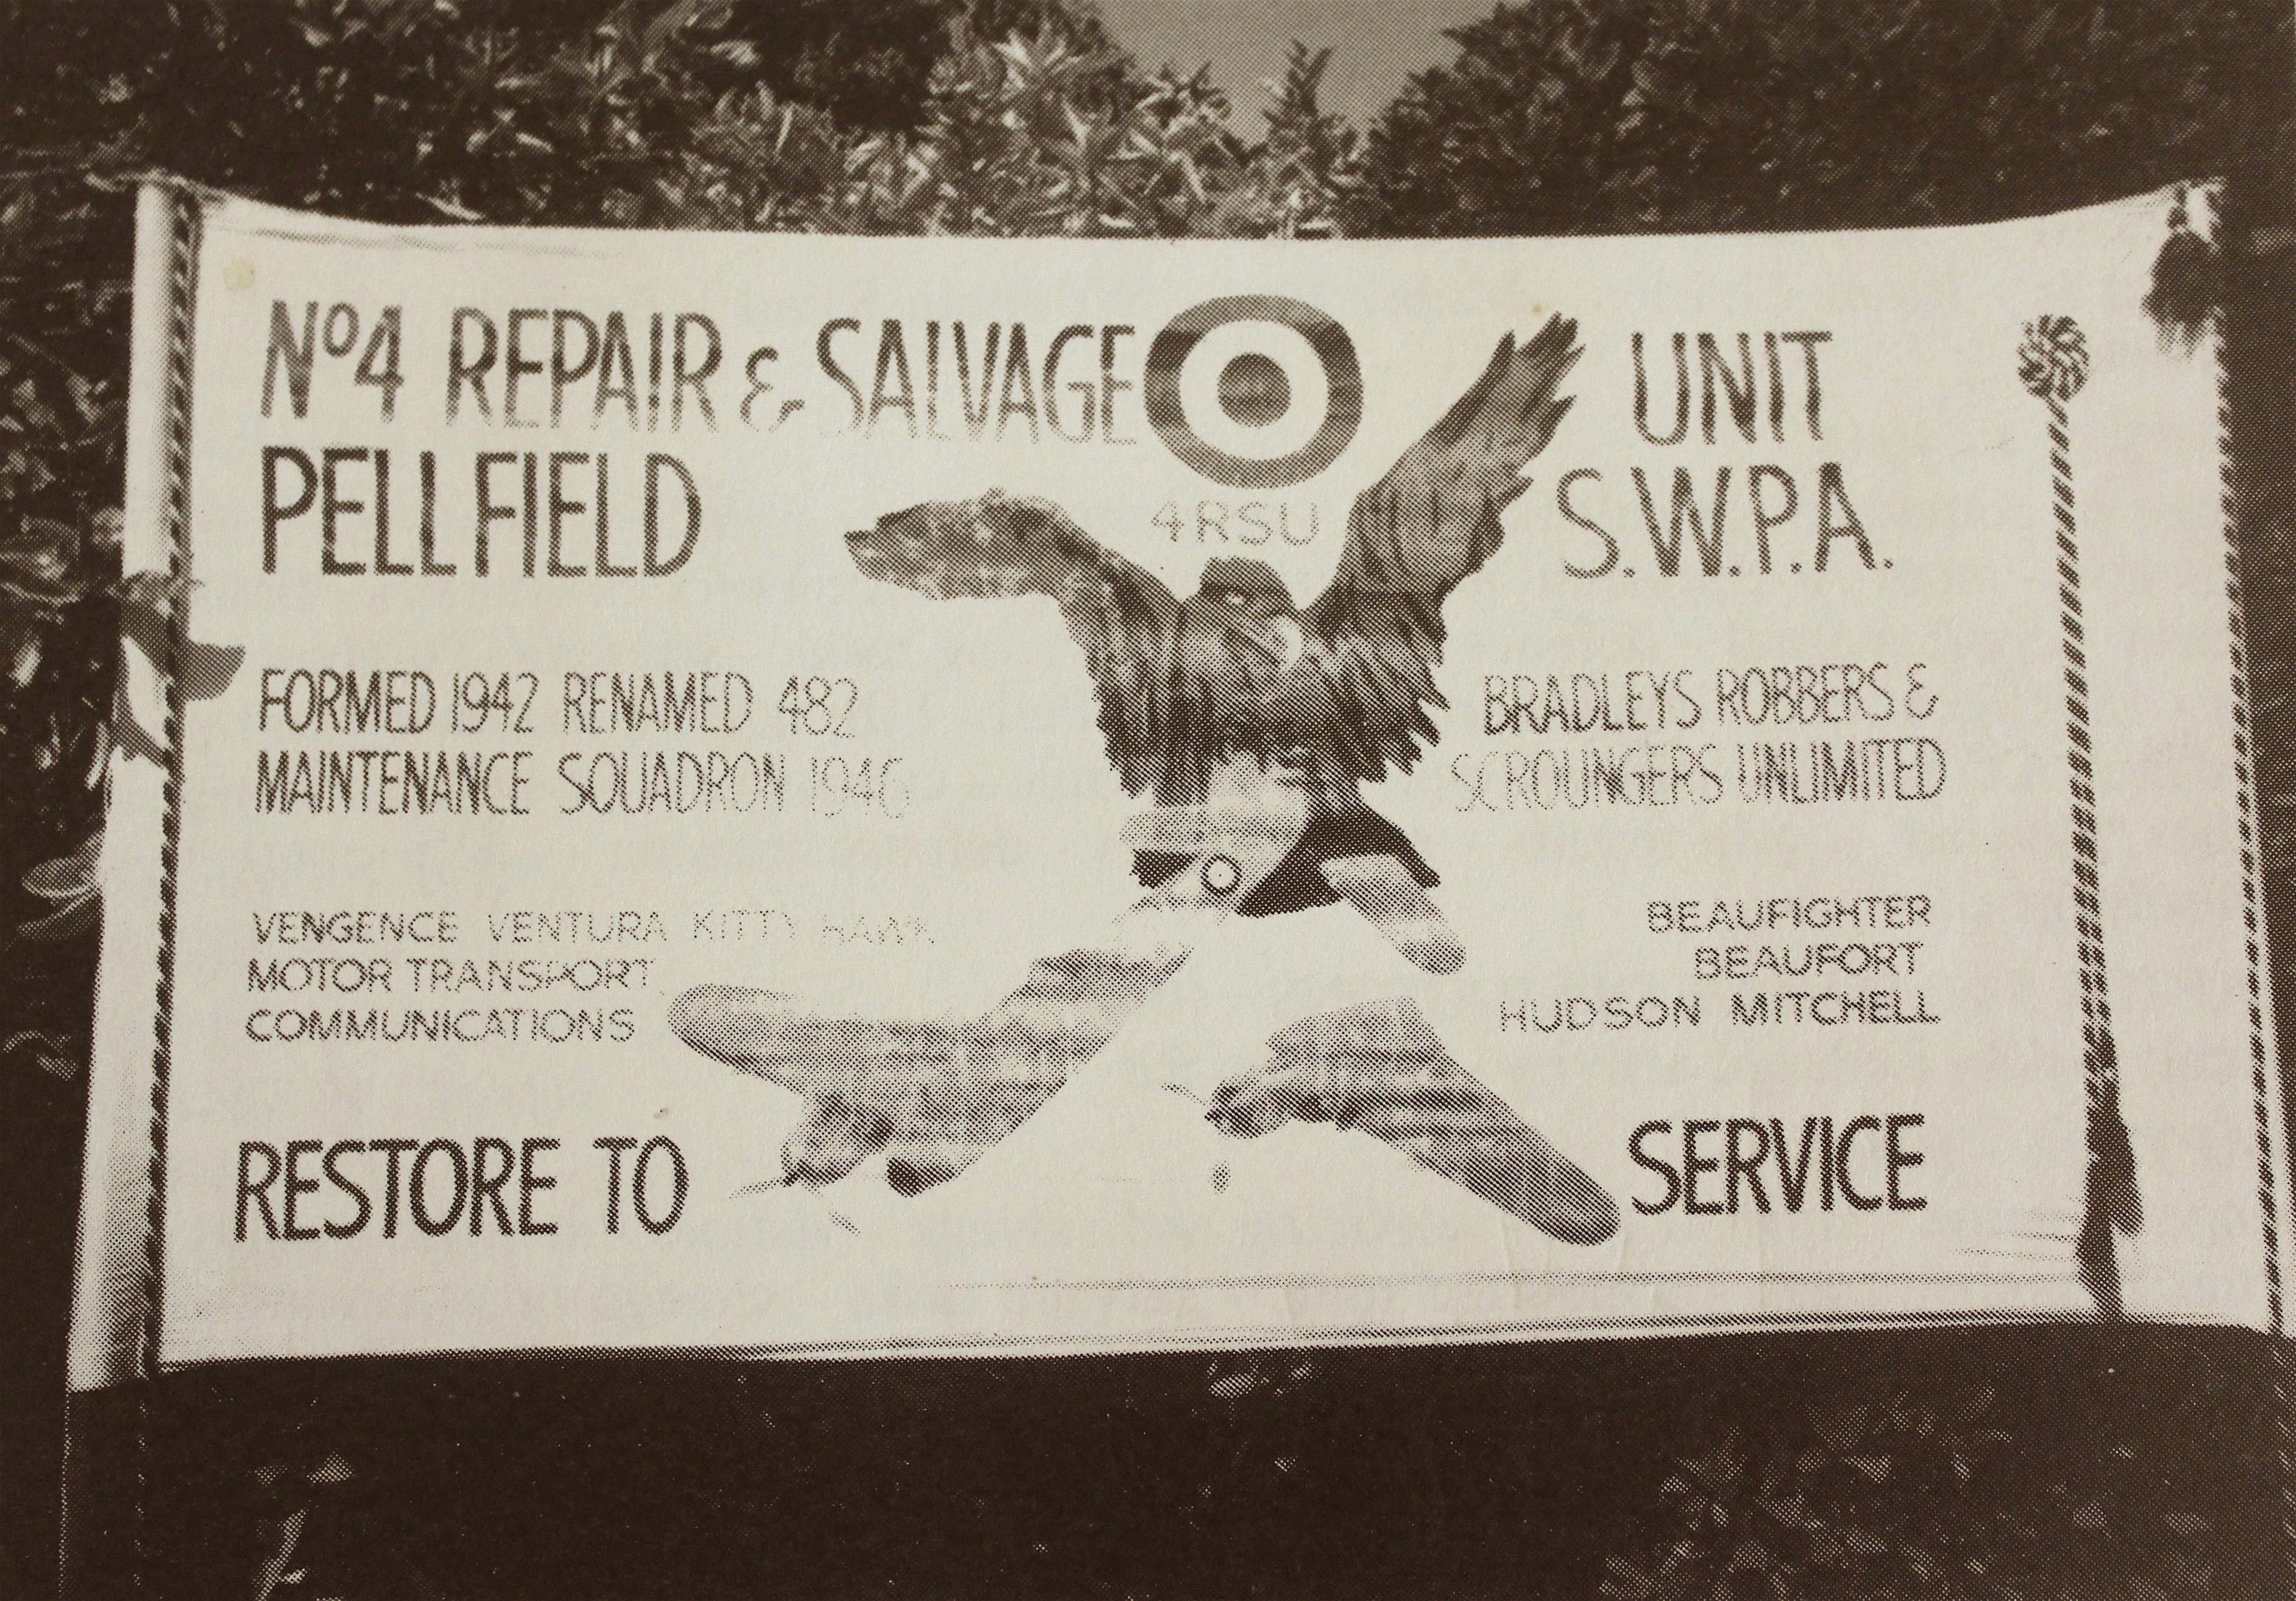 Nº4 REPAIR & SALVAGE UNIT
PELL FIELD
S.W.P.A.
4RSU
FORMED 1942 RENAMED 482
MAINTENANCE SQUADRON 1946
BRADLEYS ROBBERS &
SCROUNGERS UNLIMITED
VENGENCE VENTURA KITTY HAWK
MOTOR TRANSPORT
COMMUNICATIONS
BEAUFIGHTER
BEAUFORT
HUDSON MITCHELL
RESTORE TO SERVICE